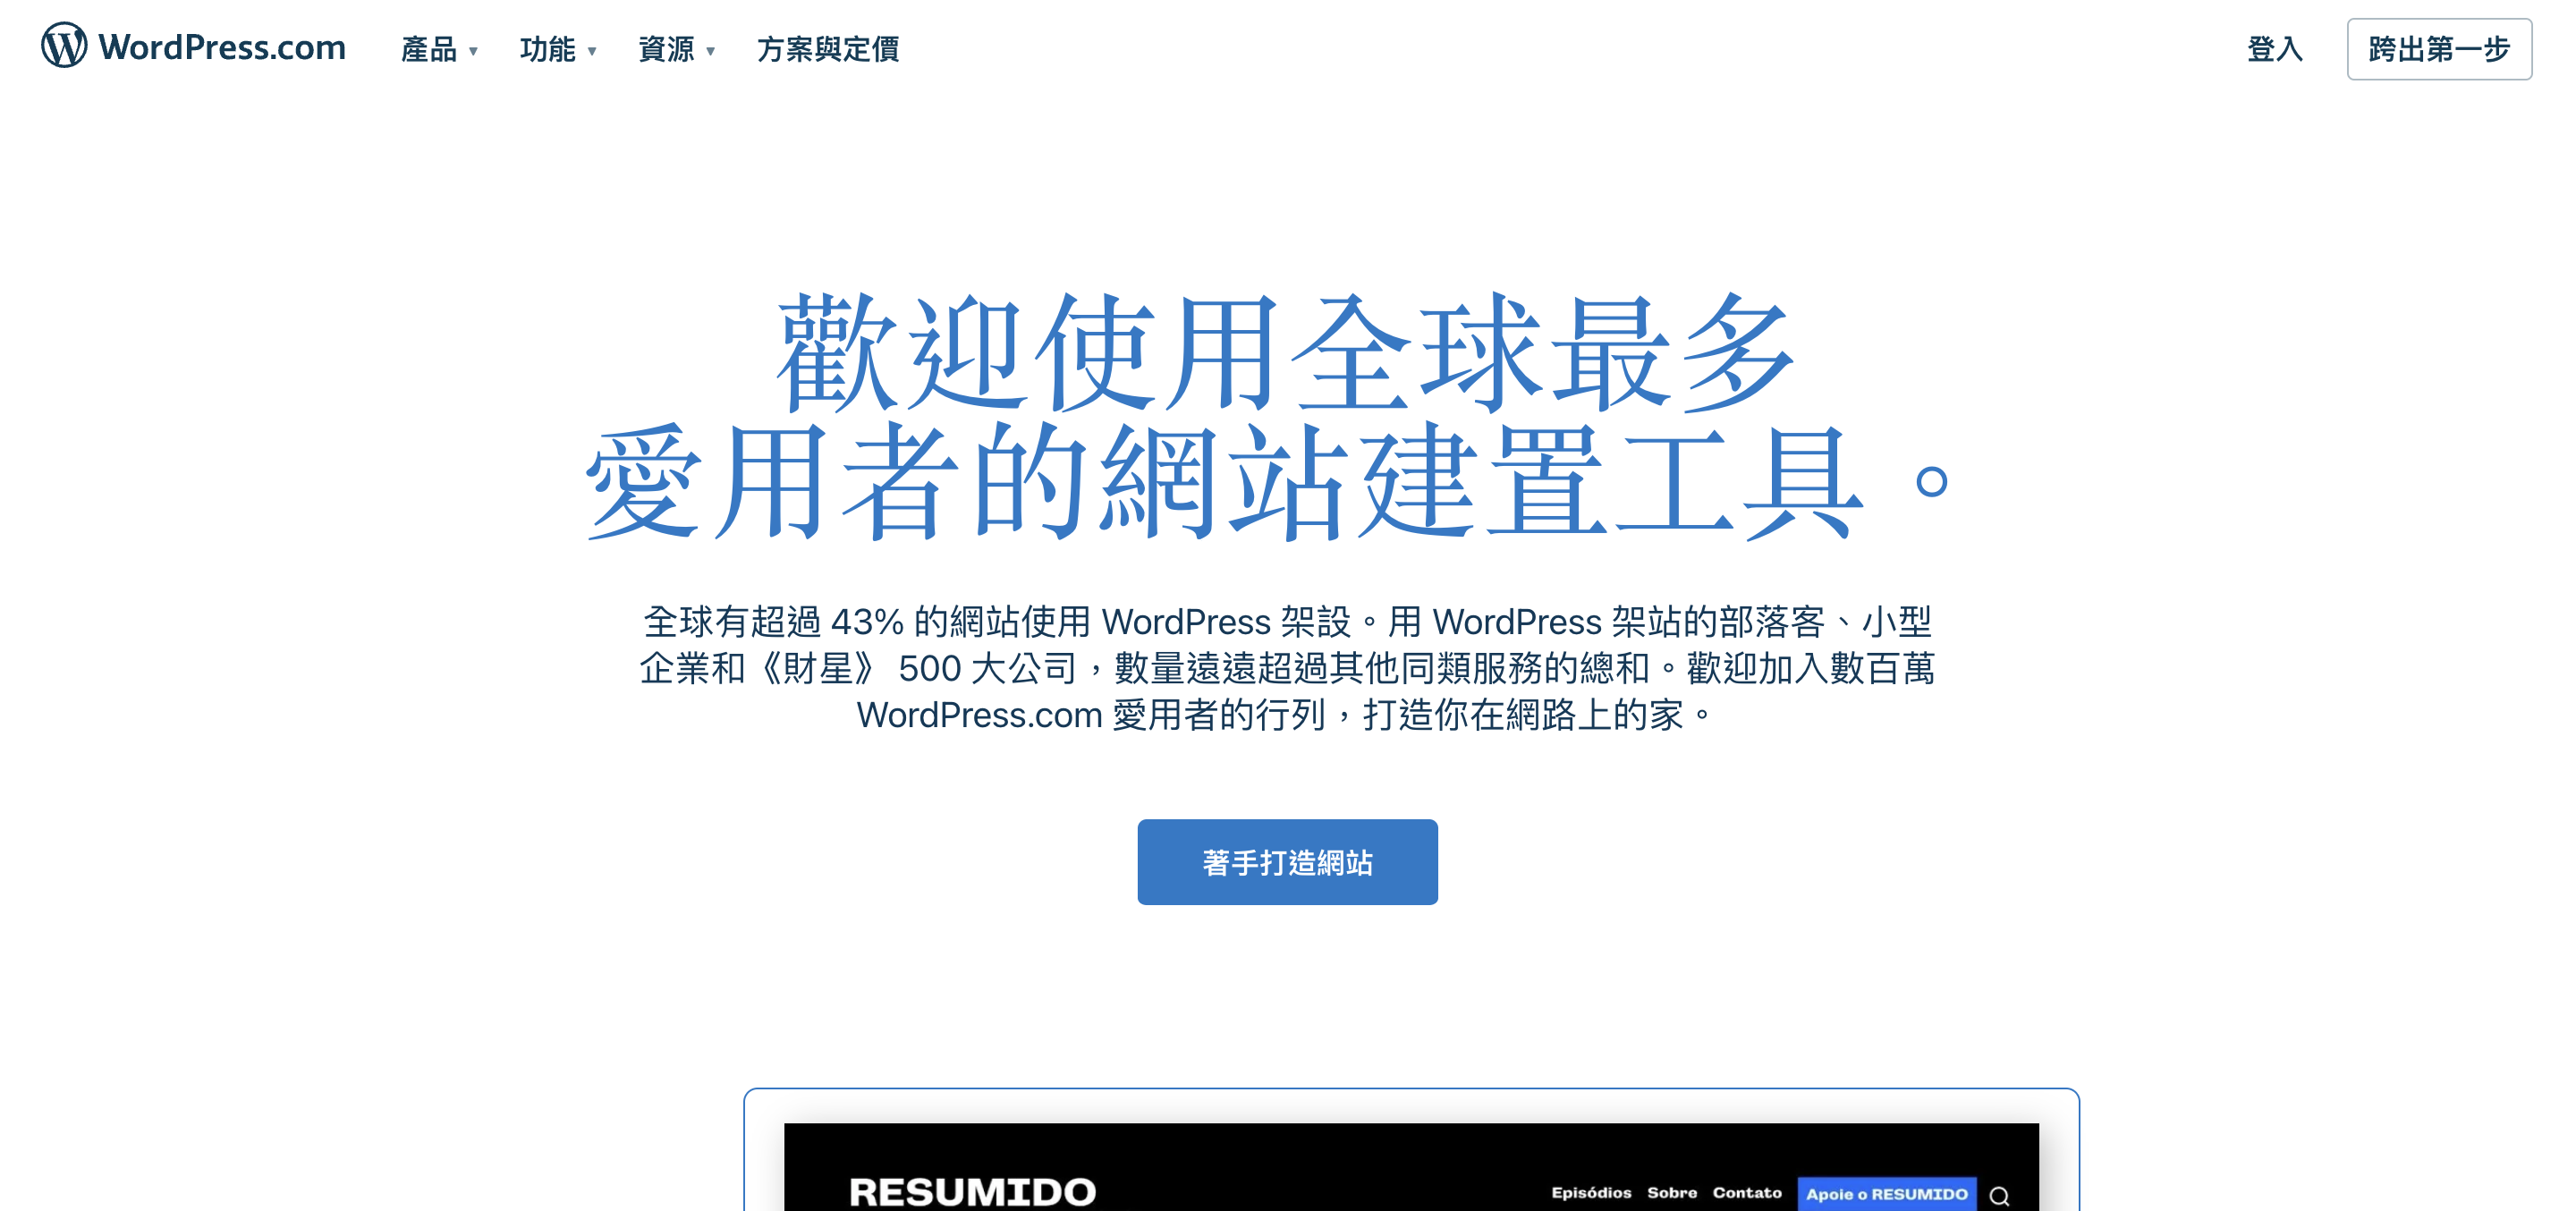 WordPress.com 產品 ▾ 功能 ▾ 資源 ▾ 方案與定價 登入 跨出第一步
歡迎使用全球最多
愛用者的網站建置工具。
全球有超過 43% 的網站使用 WordPress 架設。用 WordPress 架站的部落客、小型
企業和《財星》 500 大公司，數量遠遠超過其他同類服務的總和。歡迎加入數百萬
WordPress.com 愛用者的行列，打造你在網路上的家。
著手打造網站
RESUMIDO Episódios Sobre Contato Apoie o RESUMIDO